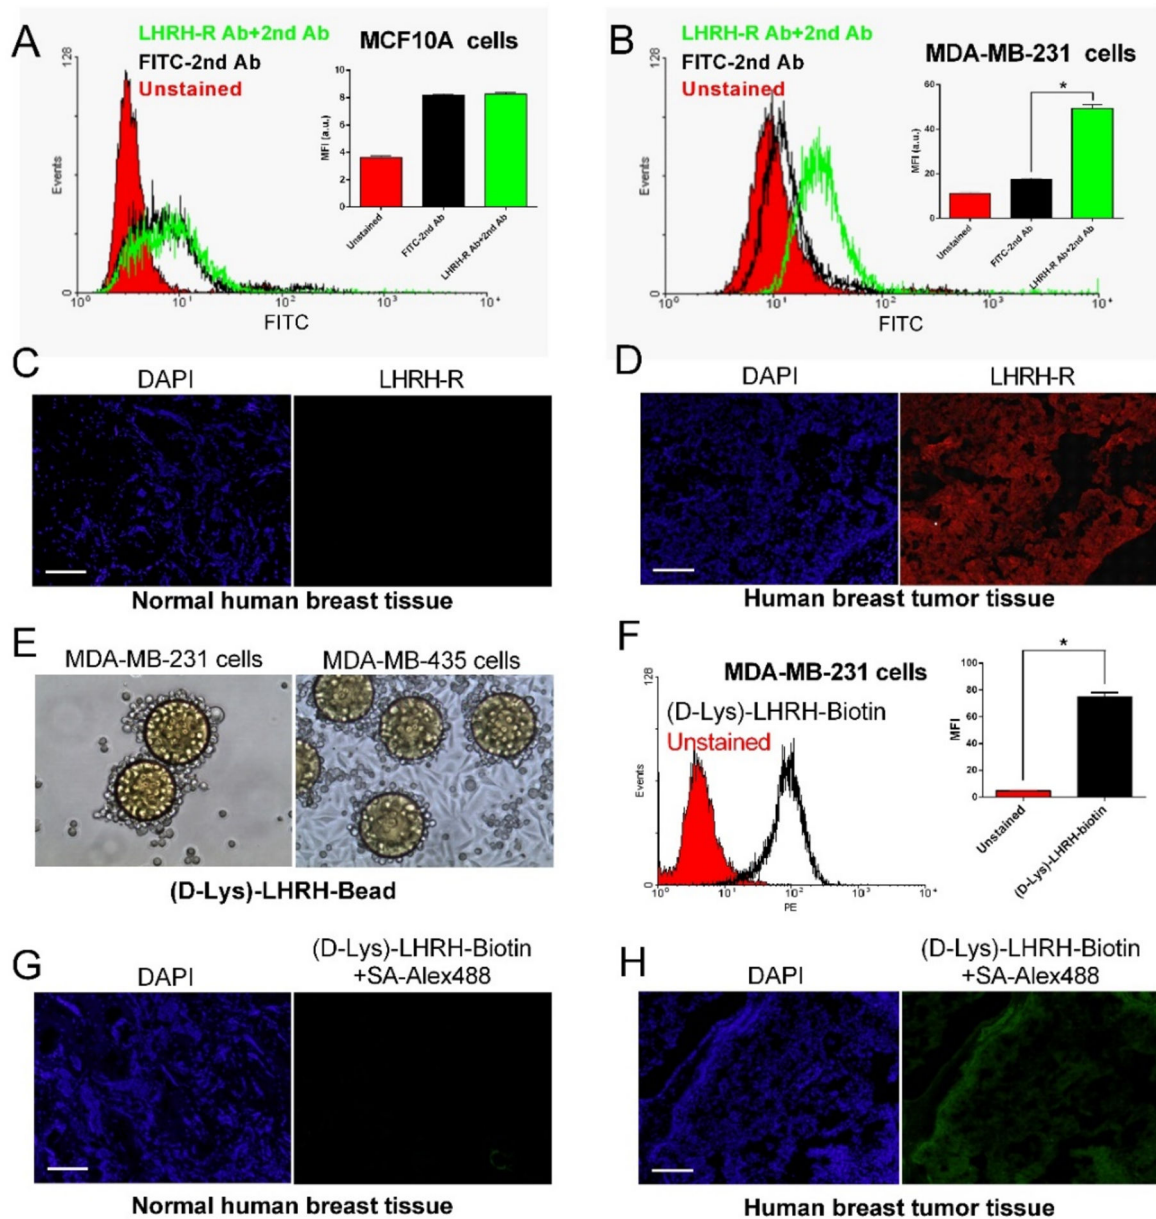 A
LHRH-R Ab+2nd Ab
FITC-2nd Ab
Unstained
MCF10A cells
128
Events
0
10⁰
10¹
10²
10³
10⁴
FITC
8
6
4
2
0
MFI (a.u.)
Unstained
FITC-2nd Ab
LHRH-R Ab+2nd Ab
B
LHRH-R Ab+2nd Ab
FITC-2nd Ab
Unstained
MDA-MB-231 cells
128
Events
0
10⁰
10¹
10²
10³
10⁴
FITC
*
60
40
20
0
MFI (a.u.)
Unstained
FITC-2nd Ab
LHRH-R Ab+2nd Ab
C
DAPI
LHRH-R
Normal human breast tissue
D
DAPI
LHRH-R
Human breast tumor tissue
E
MDA-MB-231 cells
MDA-MB-435 cells
(D-Lys)-LHRH-Bead
F
MDA-MB-231 cells
(D-Lys)-LHRH-Biotin
Unstained
128
Events
0
10⁰
10¹
10²
10³
10⁴
PE
*
100
80
60
40
20
0
MFI
Unstained
(D-Lys)-LHRH-biotin
G
DAPI
(D-Lys)-LHRH-Biotin
+SA-Alex488
Normal human breast tissue
H
DAPI
(D-Lys)-LHRH-Biotin
+SA-Alex488
Human breast tumor tissue